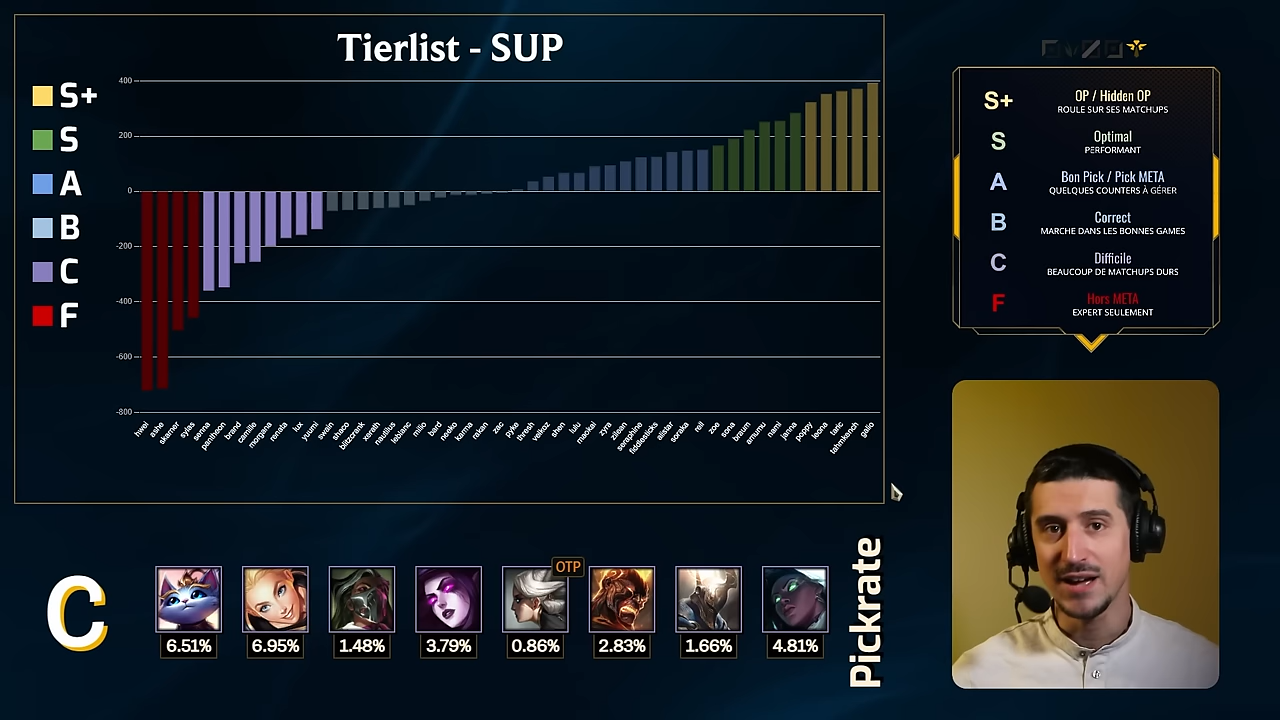 Tierlist - SUP
S+
S
A
B
C
F
400
200
0
-200
-400
-600
-800
hwei
ashe
skarner
sylas
senna
pantheon
brand
camille
morgana
renata
lux
yuumi
swain
shaco
blitzcrank
xerath
nautilus
leblanc
milio
bard
neeko
karma
rakan
zac
pyke
thresh
velkoz
shen
lulu
maokai
zyra
zilean
seraphine
fiddlesticks
alistar
soraka
rell
zoe
sona
braum
amumu
nami
janna
poppy
leona
taric
tahmkench
galio
S+
OP / Hidden OP
ROULE SUR SES MATCHUPS
S
Optimal
PERFORMANT
A
Bon Pick / Pick META
QUELQUES COUNTERS À GÉRER
B
Correct
MARCHE DANS LES BONNES GAMES
C
Difficile
BEAUCOUP DE MATCHUPS DURS
F
Hors META
EXPERT SEULEMENT
C
OTP
6.51%
6.95%
1.48%
3.79%
0.86%
2.83%
1.66%
4.81%
Pickrate